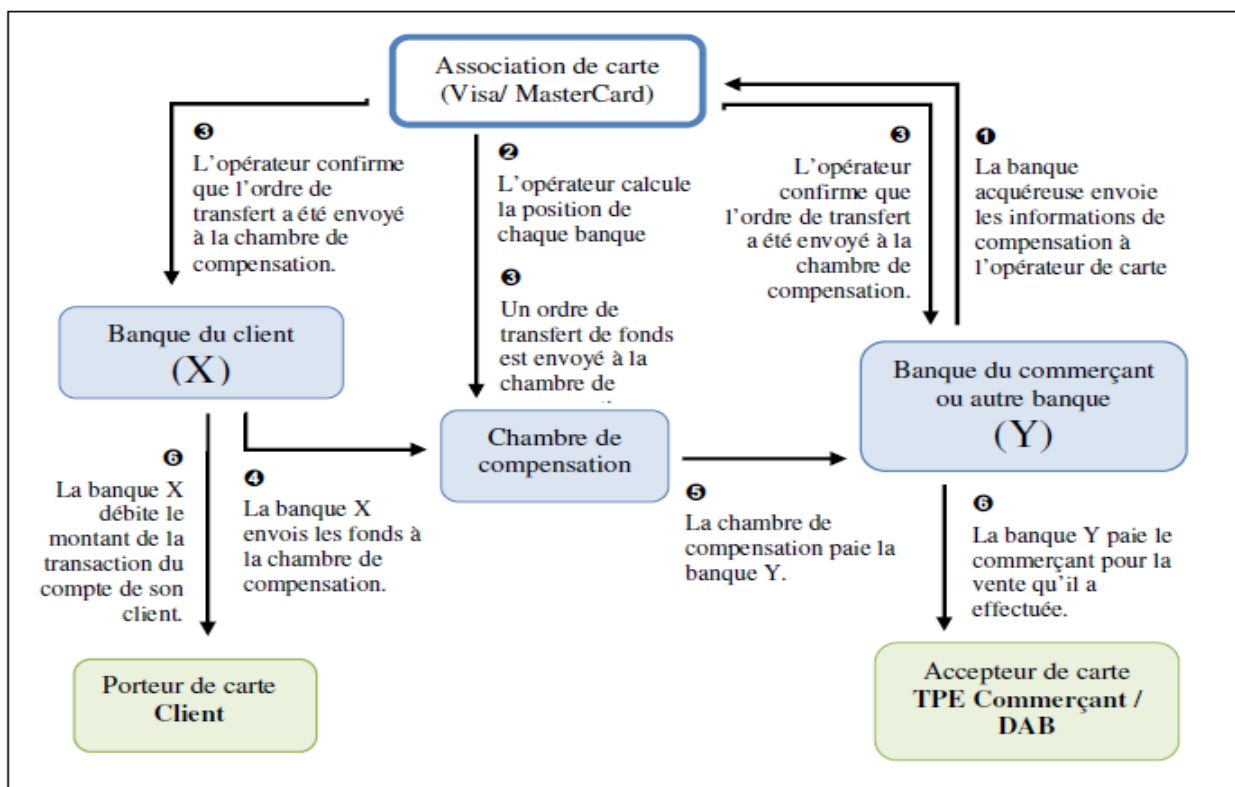 Association de carte
(Visa/ MasterCard)
❸
L’opérateur confirme
que l’ordre de
transfert a été envoyé
à la chambre de
compensation.
❷
L’opérateur calcule
la position de
chaque banque
❸
Un ordre de
transfert de fonds
est envoyé à la
chambre de
❸
L’opérateur
confirme que
l’ordre de transfert
a été envoyé à la
chambre de
compensation.
❶
La banque
acquéreuse envoie
les informations de
compensation à
l’opérateur de carte
Banque du client
(X)
Chambre de
compensation
Banque du commerçant
ou autre banque
(Y)
❻
La banque X
débite le
montant de la
transaction du
compte de son
client.
❹
La banque X
envois les fonds à
la chambre de
compensation.
❺
La chambre de
compensation paie la
banque Y.
❻
La banque Y paie le
commerçant pour la
vente qu’il a
effectuée.
Porteur de carte
Client
Accepteur de carte
TPE Commerçant /
DAB